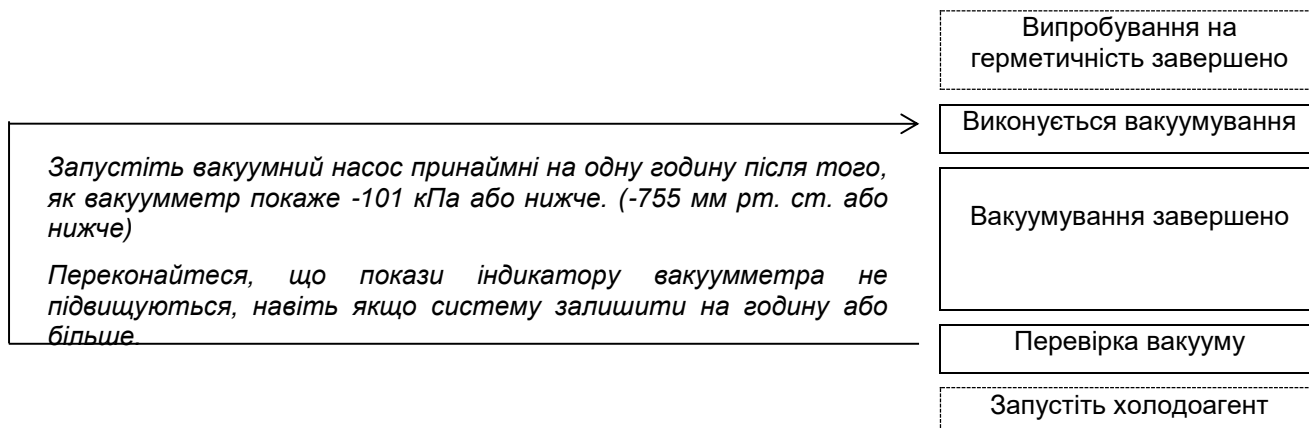 Випробування на
герметичність завершено
Виконується вакуумування
Запустіть вакуумний насос принаймні на одну годину після того,
як вакуумметр покаже -101 кПа або нижче. (-755 мм рт. ст. або
нижче)
Переконайтеся, що покази індикатору вакуумметра не
підвищуються, навіть якщо систему залишити на годину або
більше.
Вакуумування завершено
Перевірка вакууму
Запустіть холодоагент